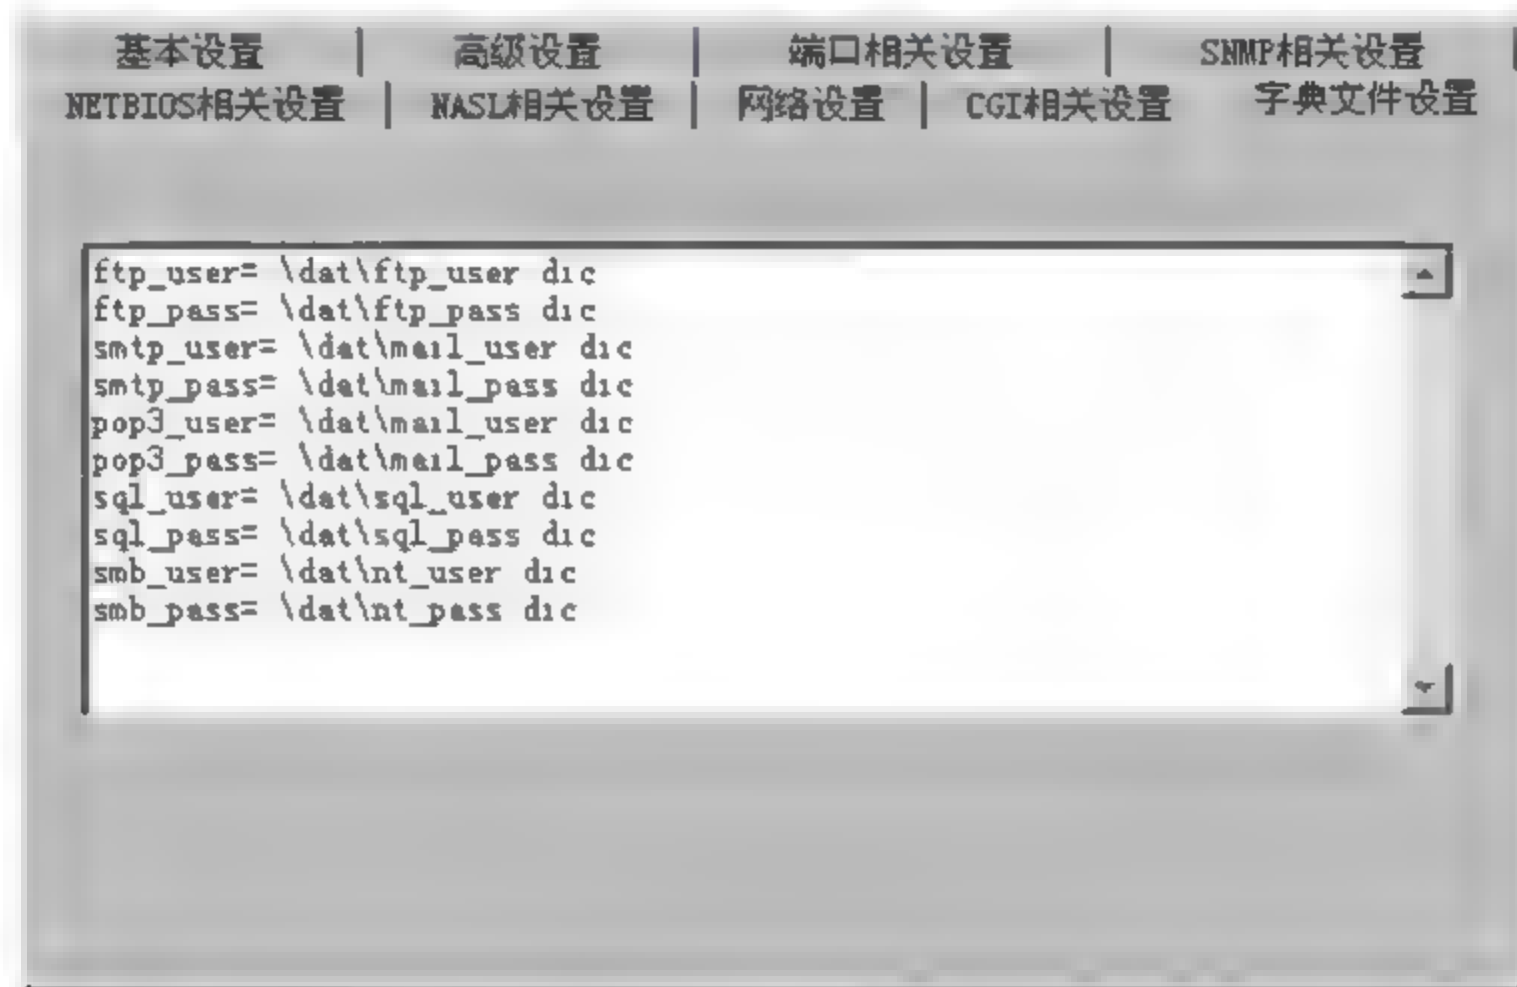 基本设置 | 高级设置 | 端口相关设置 | SNMP相关设置
NETBIOS相关设置 | NASL相关设置 | 网络设置 | CGI相关设置 字典文件设置
ftp_user= \dat\ftp_user dic
ftp_pass= \dat\ftp_pass dic
smtp_user= \dat\mail_user dic
smtp_pass= \dat\mail_pass dic
pop3_user= \dat\mail_user dic
pop3_pass= \dat\mail_pass dic
sql_user= \dat\sql_user dic
sql_pass= \dat\sql_pass dic
smb_user= \dat\nt_user dic
smb_pass= \dat\nt_pass dic